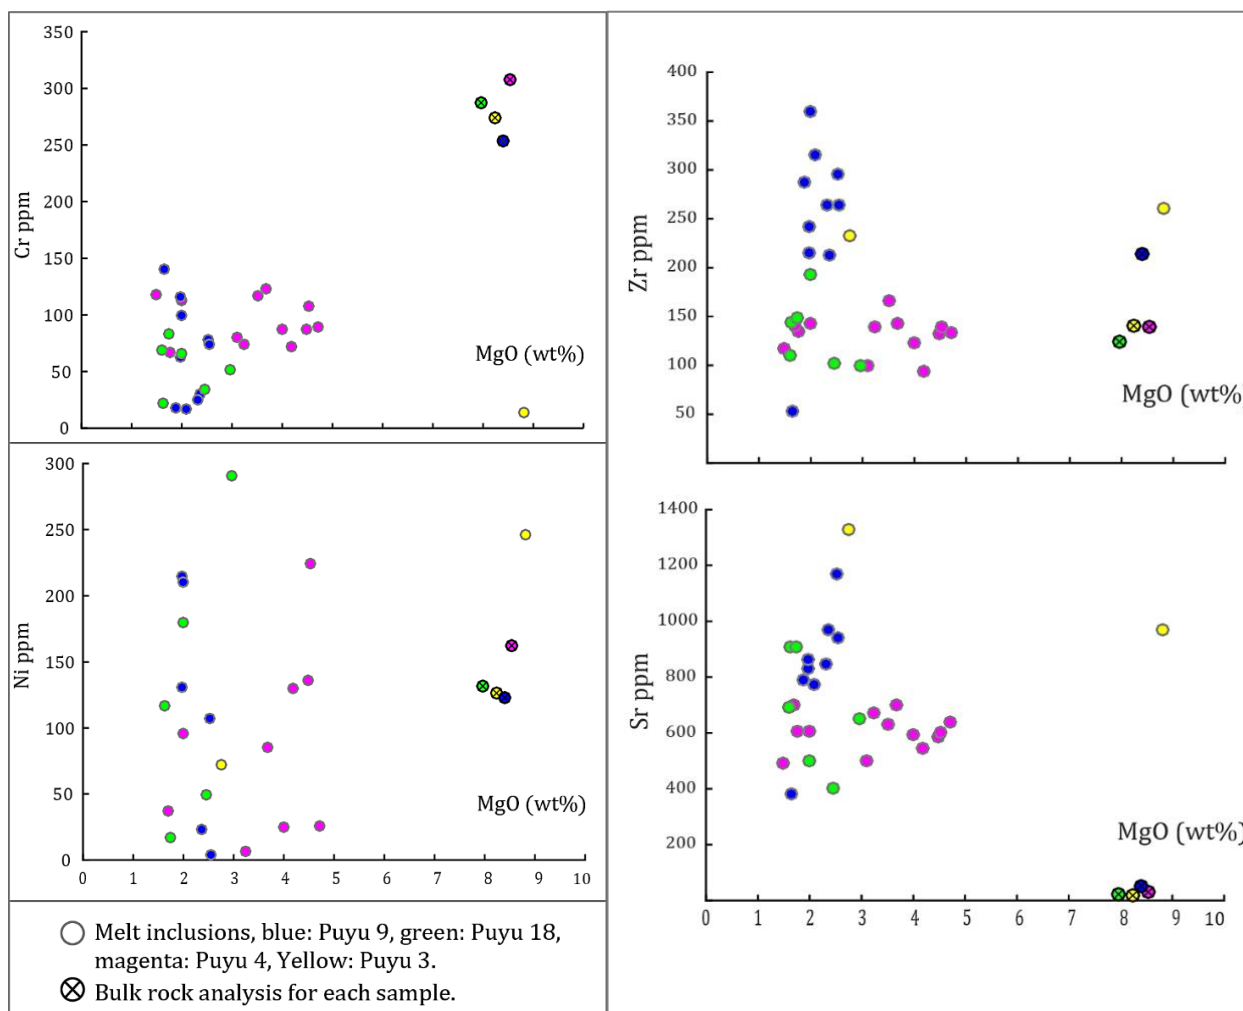 350
300
250
200
150
100
50
0
Cr ppm
MgO (wt%)
300
250
200
150
100
50
0
Ni ppm
MgO (wt%)
0 1 2 3 4 5 6 7 8 9 10
Melt inclusions, blue: Puyu 9, green: Puyu 18,
magenta: Puyu 4, Yellow: Puyu 3.
Bulk rock analysis for each sample.
400
350
300
250
200
150
100
50
Zr ppm
MgO (wt%)
1400
1200
1000
800
600
400
200
Sr ppm
MgO (wt%)
0 1 2 3 4 5 6 7 8 9 10